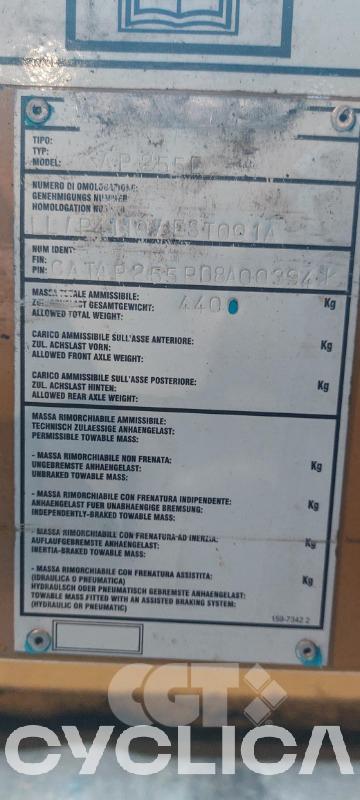 TIPO:
TYP:
MODEL: AP 255E
NUMERO DI OMOLOGAZIONE:
GENEHMIGUNGS NUMMER
HOMOLOGATION NUMBER
NUM IDENT:
FIN:
PIN:
MASSA TOTALE AMMISSIBILE:
ZUL. GESAMTGEWICHT: 4400 Kg
ALLOWED TOTAL WEIGHT:
CARICO AMMISSIBILE SULL'ASSE ANTERIORE:
ZUL. ACHSLAST VORN: Kg
ALLOWED FRONT AXLE WEIGHT:
CARICO AMMISSIBILE SULL'ASSE POSTERIORE:
ZUL. ACHSLAST HINTEN: Kg
ALLOWED REAR AXLE WEIGHT:
MASSA RIMORCHIABILE AMMISSIBILE:
TECHNISCH ZULAESSIGE ANHAENGELAST:
PERMISSIBLE TOWABLE MASS:
- MASSA RIMORCHIABILE NON FRENATA:
UNGEBREMSTE ANHAENGELAST: Kg
UNBRAKED TOWABLE MASS:
- MASSA RIMORCHIABILE CON FRENATURA INDIPENDENTE:
ANHAENGELAST FUER UNABHAENGIGE BREMSUNG: Kg
INDEPENDENTLY-BRAKED TOWABLE MASS:
- MASSA RIMORCHIABILE CON FRENATURA AD INERZIA:
AUFLAUFGEBREMSTE ANHAENGELAST: Kg
INERTIA-BRAKED TOWABLE MASS:
- MASSA RIMORCHIABILE CON FRENATURA ASSISTITA:
(IDRAULICA O PNEUMATICA) Kg
HYDRAULISCH ODER PNEUMATISCH GEBREMSTE ANHAENGELAST:
TOWABLE MASS FITTED WITH AN ASSISTED BRAKING SYSTEM:
(HYDRAULIC OR PNEUMATIC)
159-7342 2
CGT
CYCLICA